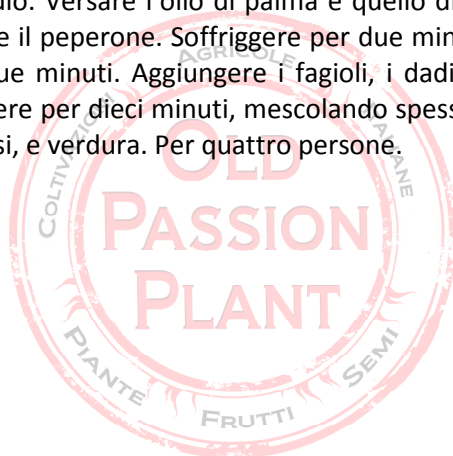 dio. Versare l'olio di palma e quello di
e il peperone. Soffriggere per due min
ue minuti. Aggiungere i fagioli, i dadi
ere per dieci minuti, mescolando spess
si, e verdura. Per quattro persone.
COLTIVAZIONI AGRICOLE ITALIANE
OLD
PASSION
PLANT
PIANTE FRUTTI SEMI